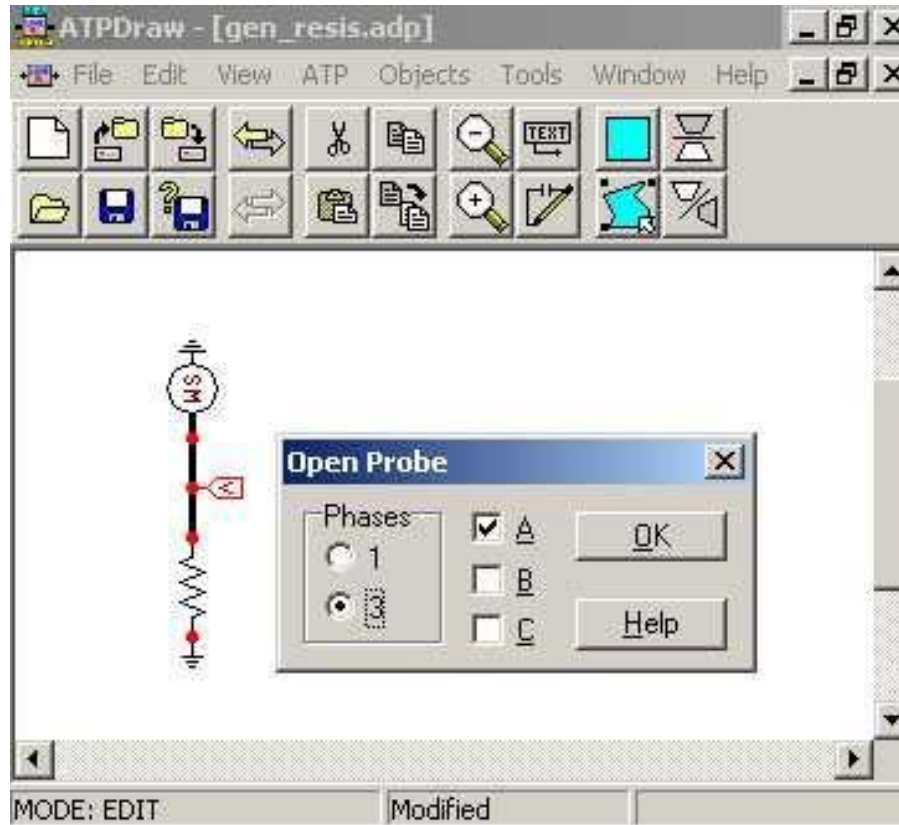 ATPDraw - [gen_resis.adp]
File Edit View ATP Objects Tools Window Help
TEXT
SM
V
Open Probe
Phases
1
3
A
B
C
OK
Help
MODE: EDIT
Modified